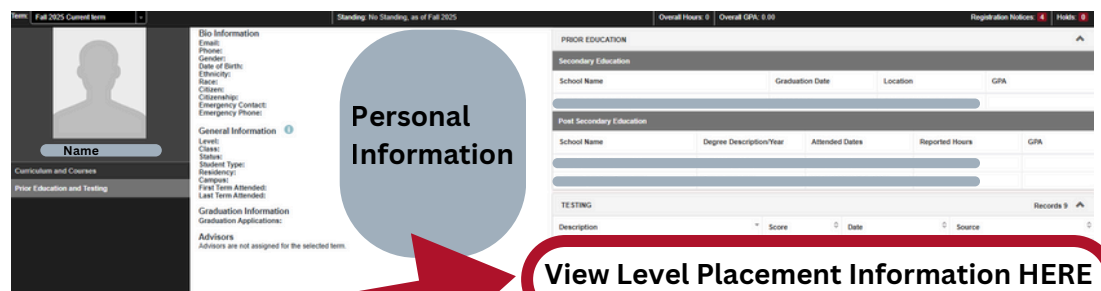 Term: Fall 2025 Current term
Standing: No Standing, as of Fall 2025
Overall Hours: 0 Overall GPA: 0.00
Registration Notices: 4 Holds: 0
Name
Curriculum and Courses
Prior Education and Testing
Bio Information
Email:
Phone:
Gender:
Date of Birth:
Ethnicity:
Race:
Citizen:
Citizenship:
Emergency Contact:
Emergency Phone:
General Information
Level:
Class:
Status:
Student Type:
Residency:
Campus:
First Term Attended:
Last Term Attended:
Graduation Information
Graduation Applications:
Advisors
Advisors are not assigned for the selected term.
Personal
Information
PRIOR EDUCATION
Secondary Education
School Name Graduation Date Location GPA
Post Secondary Education
School Name Degree Description/Year Attended Dates Reported Hours GPA
TESTING Records 9
Description Score Date Source
View Level Placement Information HERE